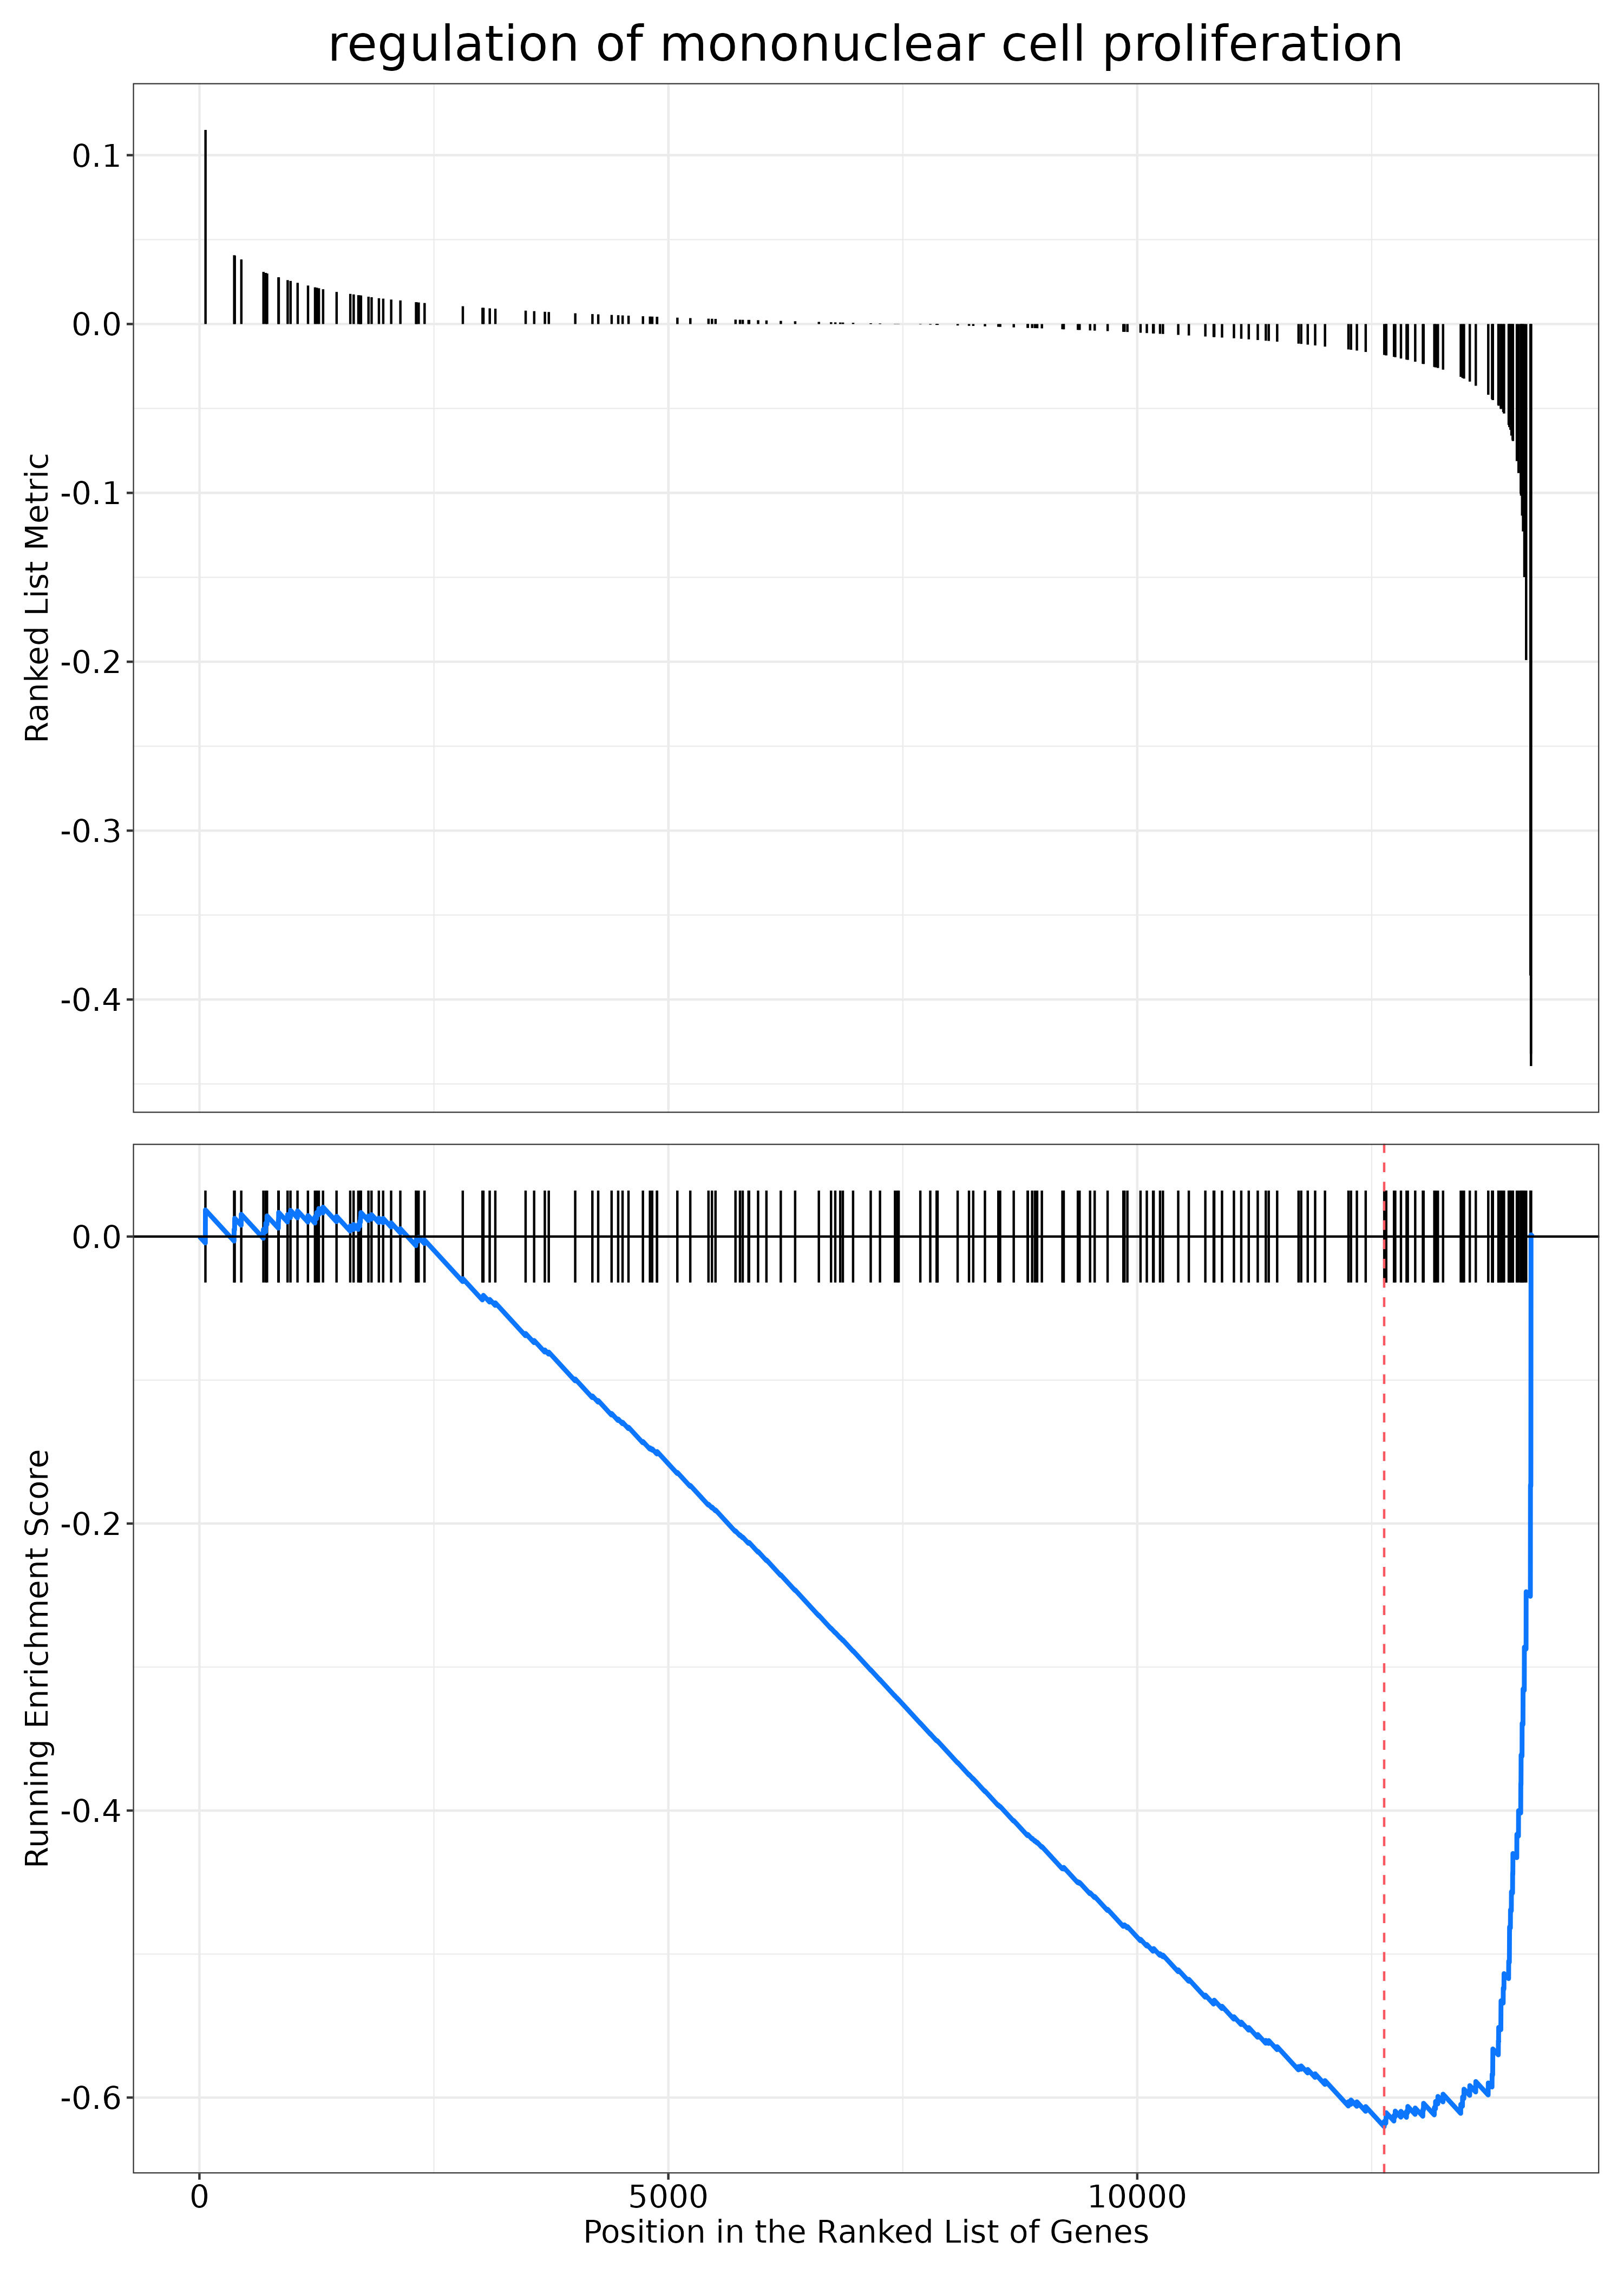 regulation of mononuclear cell proliferation
0.1
0.0
-0.1
-0.2
-0.3
-0.4
Ranked List Metric
0.0
-0.2
-0.4
-0.6
Running Enrichment Score
0 5000 10000
Position in the Ranked List of Genes